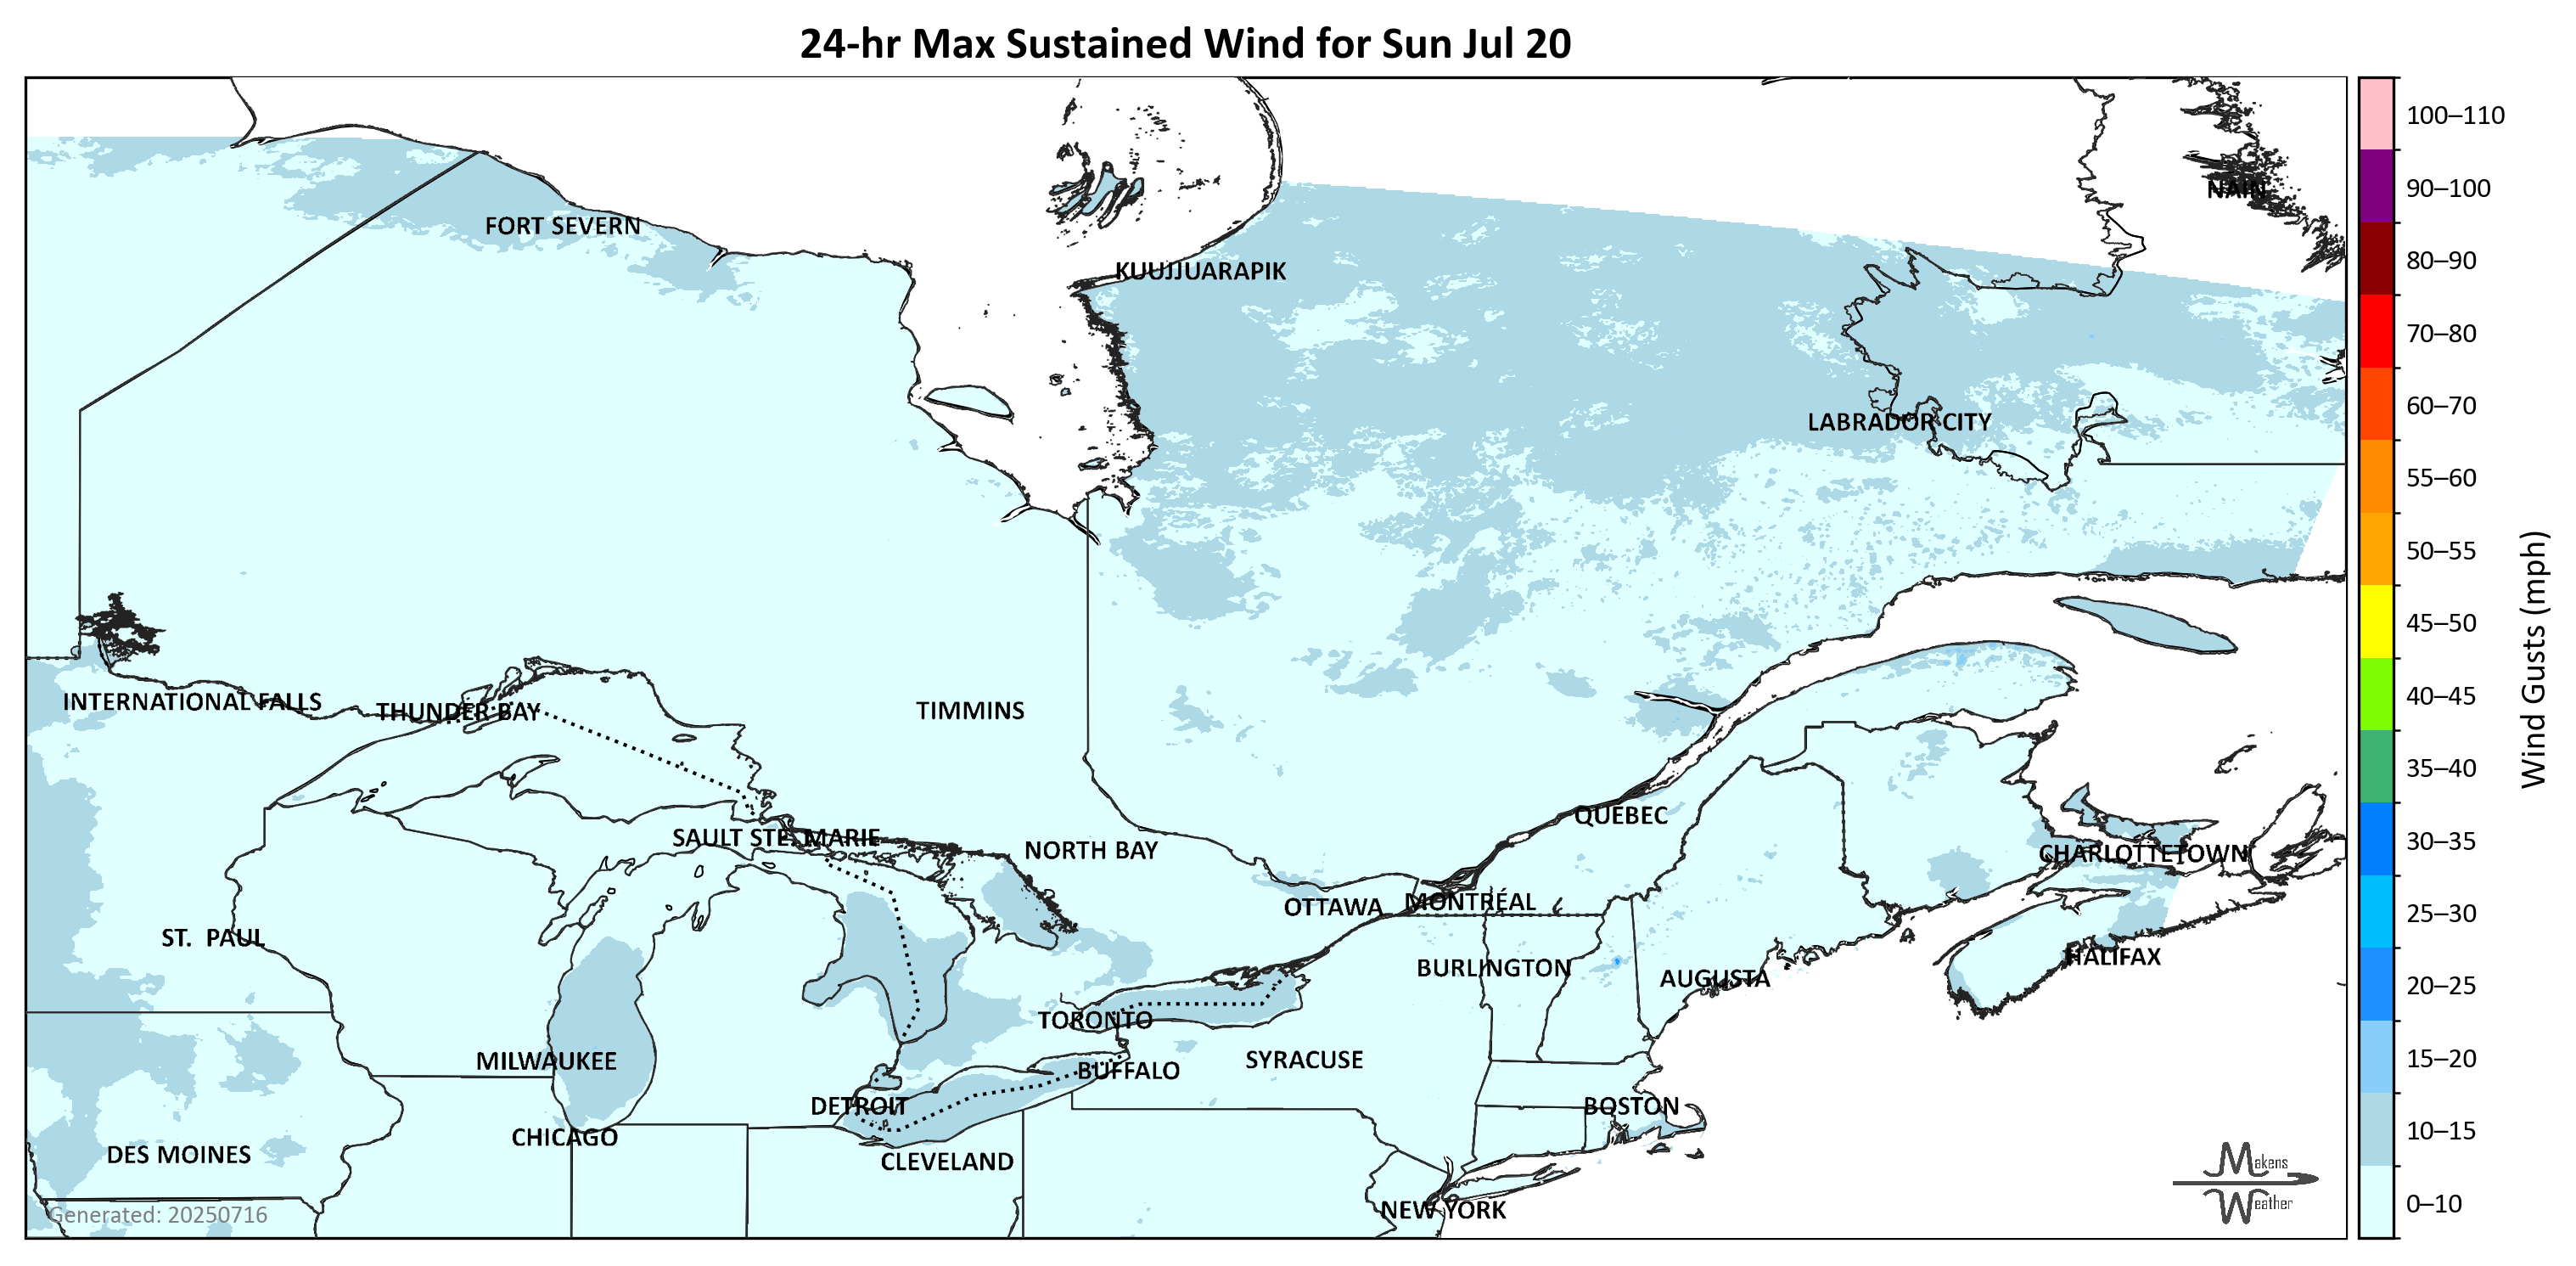 24-hr Max Sustained Wind for Sun Jul 20
100–110
90–100
80–90
70–80
60–70
55–60
50–55
45–50
40–45
35–40
30–35
25–30
20–25
15–20
10–15
0–10
Wind Gusts (mph)
NAIN
FORT SEVERN
KUUJJUARAPIK
LABRADOR CITY
INTERNATIONAL FALLS
THUNDER BAY
TIMMINS
QUÉBEC
SAULT STE. MARIE
NORTH BAY
CHARLOTTETOWN
OTTAWA
MONTRÉAL
ST. PAUL
HALIFAX
BURLINGTON
AUGUSTA
TORONTO
MILWAUKEE
BUFFALO
SYRACUSE
DETROIT
BOSTON
CHICAGO
DES MOINES
CLEVELAND
NEW YORK
Generated: 20250716
Makens
Weather